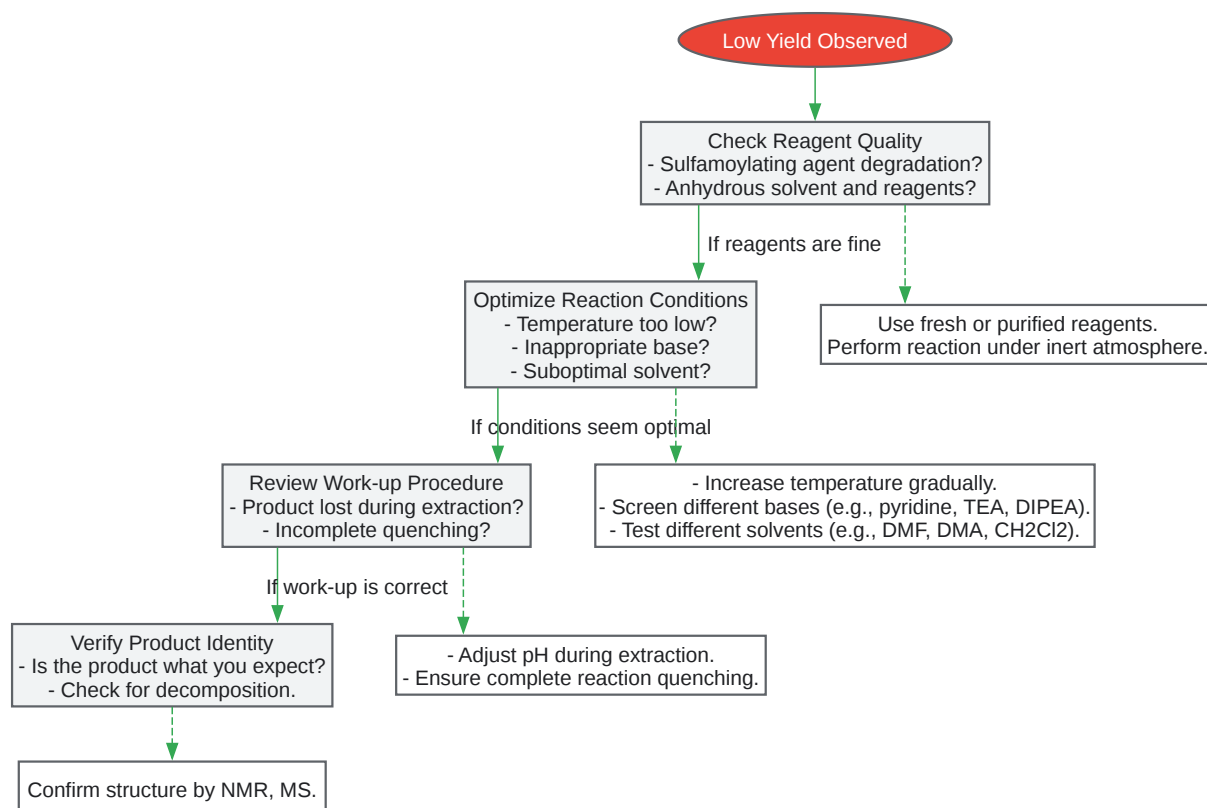 Low Yield Observed
Check Reagent Quality
- Sulfamoylating agent degradation?
- Anhydrous solvent and reagents?
If reagents are fine
Optimize Reaction Conditions
- Temperature too low?
- Inappropriate base?
- Suboptimal solvent?
Use fresh or purified reagents.
Perform reaction under inert atmosphere.
If conditions seem optimal
Review Work-up Procedure
- Product lost during extraction?
- Incomplete quenching?
- Increase temperature gradually.
- Screen different bases (e.g., pyridine, TEA, DIPEA).
- Test different solvents (e.g., DMF, DMA, CH2Cl2).
If work-up is correct
Verify Product Identity
- Is the product what you expect?
- Check for decomposition.
- Adjust pH during extraction.
- Ensure complete reaction quenching.
Confirm structure by NMR, MS.